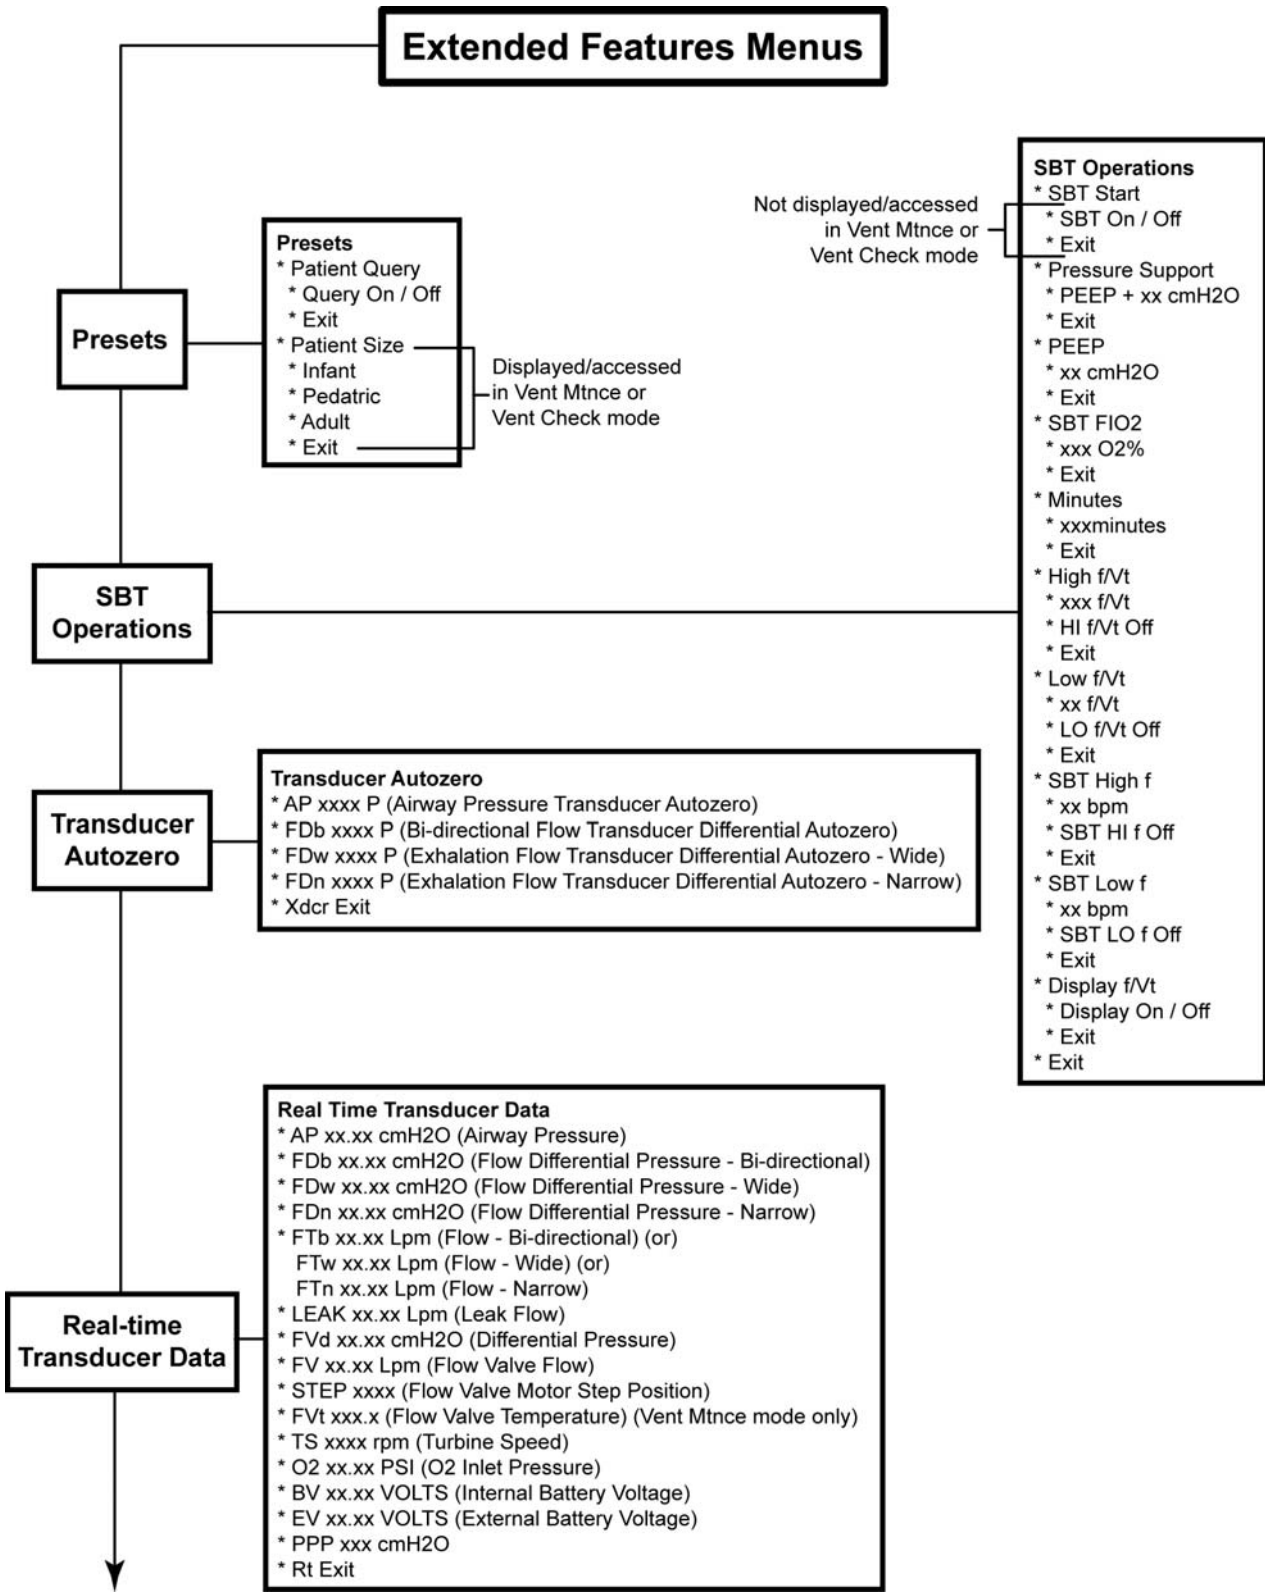 Extended Features Menus
Presets
Presets
* Patient Query
* Query On / Off
* Exit
* Patient Size
* Infant
* Pedatric
* Adult
* Exit
Displayed/accessed
in Vent Mtnce or
Vent Check mode
SBT
Operations
Not displayed/accessed
in Vent Mtnce or
Vent Check mode
SBT Operations
* SBT Start
* SBT On / Off
* Exit
* Pressure Support
* PEEP + xx cmH2O
* Exit
* PEEP
* xx cmH2O
* Exit
* SBT FIO2
* xxx O2%
* Exit
* Minutes
* xxxminutes
* Exit
* High f/Vt
* xxx f/Vt
* HI f/Vt Off
* Exit
* Low f/Vt
* xx f/Vt
* LO f/Vt Off
* Exit
* SBT High f
* xx bpm
* SBT HI f Off
* Exit
* SBT Low f
* xx bpm
* SBT LO f Off
* Exit
* Display f/Vt
* Display On / Off
* Exit
* Exit
Transducer
Autozero
Transducer Autozero
* AP xxxx P (Airway Pressure Transducer Autozero)
* FDb xxxx P (Bi-directional Flow Transducer Differential Autozero)
* FDw xxxx P (Exhalation Flow Transducer Differential Autozero - Wide)
* FDn xxxx P (Exhalation Flow Transducer Differential Autozero - Narrow)
* Xdcr Exit
Real-time
Transducer Data
Real Time Transducer Data
* AP xx.xx cmH2O (Airway Pressure)
* FDb xx.xx cmH2O (Flow Differential Pressure - Bi-directional)
* FDw xx.xx cmH2O (Flow Differential Pressure - Wide)
* FDn xx.xx cmH2O (Flow Differential Pressure - Narrow)
* FTb xx.xx Lpm (Flow - Bi-directional) (or)
FTw xx.xx Lpm (Flow - Wide) (or)
FTn xx.xx Lpm (Flow - Narrow)
* LEAK xx.xx Lpm (Leak Flow)
* FVd xx.xx cmH2O (Differential Pressure)
* FV xx.xx Lpm (Flow Valve Flow)
* STEP xxxx (Flow Valve Motor Step Position)
* FVt xxx.x (Flow Valve Temperature) (Vent Mtnce mode only)
* TS xxxx rpm (Turbine Speed)
* O2 xx.xx PSI (O2 Inlet Pressure)
* BV xx.xx VOLTS (Internal Battery Voltage)
* EV xx.xx VOLTS (External Battery Voltage)
* PPP xxx cmH2O
* Rt Exit